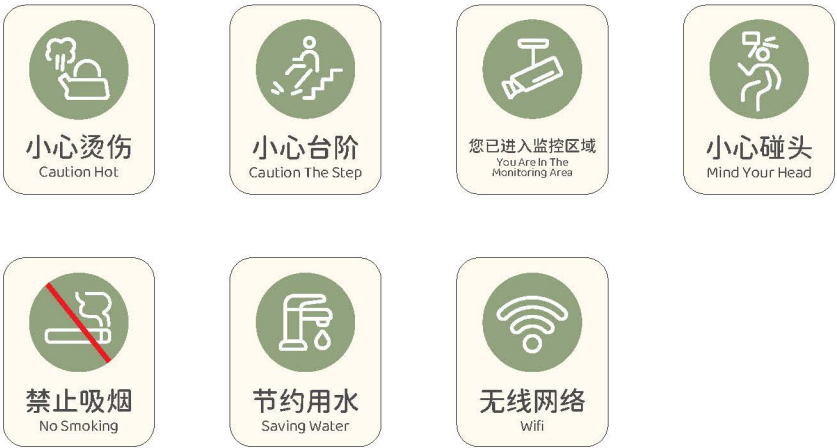 小心烫伤
Caution Hot
小心台阶
Caution The Step
您已进入监控区域
You Are In The
Monitoring Area
小心碰头
Mind Your Head
禁止吸烟
No Smoking
节约用水
Saving Water
无线网络
Wifi